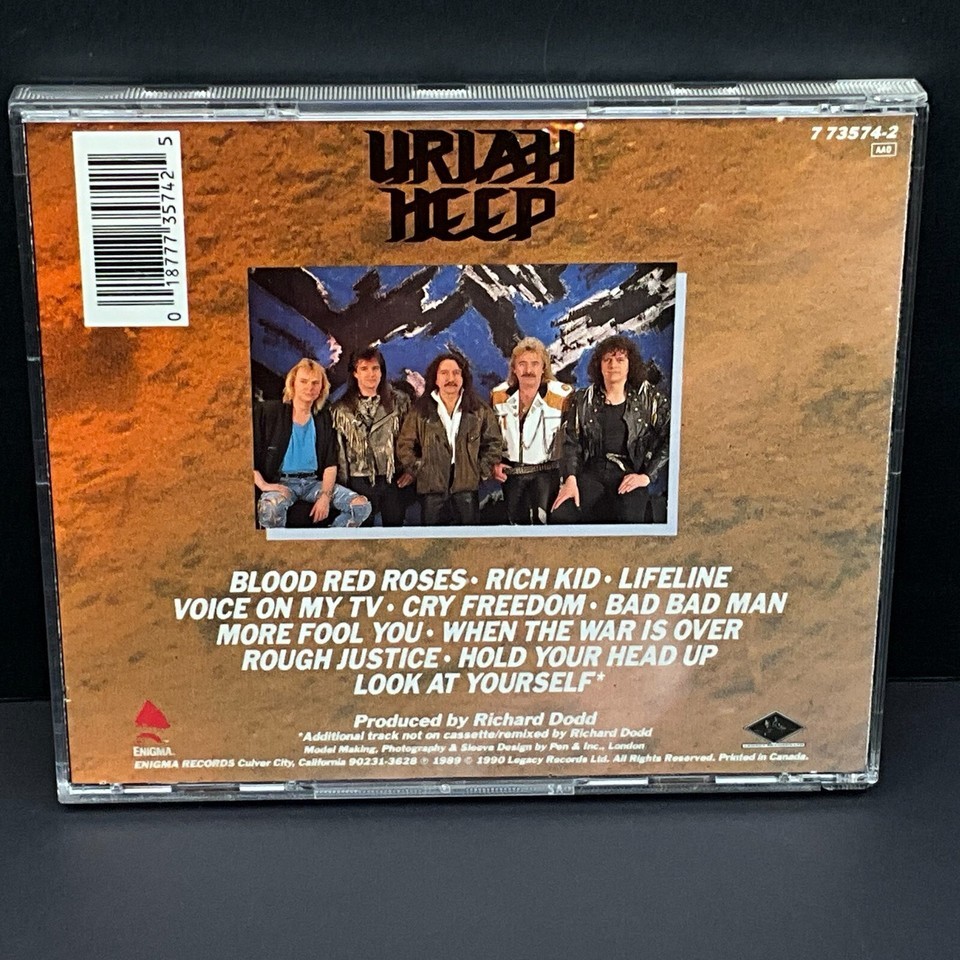 URIAH
HEEP
7 73574-2
AAD
0 18777 35742 5
BLOOD RED ROSES · RICH KID · LIFELINE
VOICE ON MY TV · CRY FREEDOM · BAD BAD MAN
MORE FOOL YOU · WHEN THE WAR IS OVER
ROUGH JUSTICE · HOLD YOUR HEAD UP
LOOK AT YOURSELF*
Produced by Richard Dodd
*Additional track not on cassette/remixed by Richard Dodd
Model Making, Photography & Sleeve Design by Pen & Inc., London
ENIGMA RECORDS Culver City, California 90231-3628 ℗ 1989 © 1990 Legacy Records Ltd. All Rights Reserved. Printed in Canada.
ENIGMA.